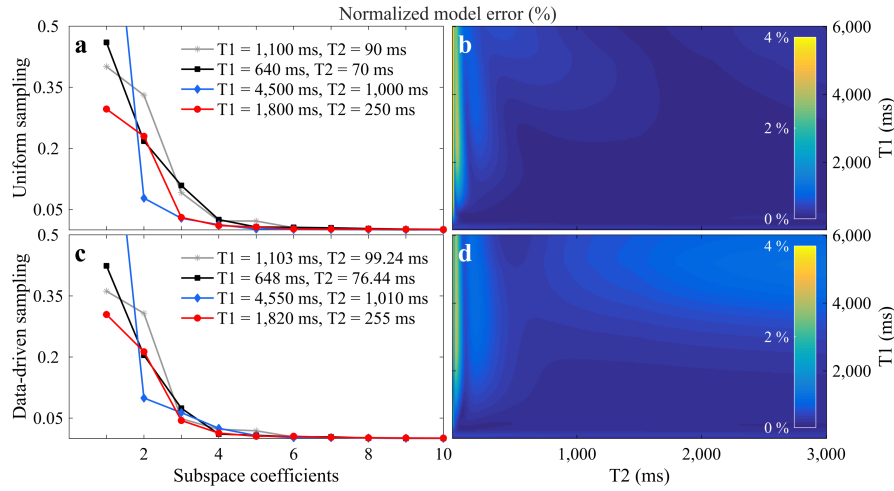 Normalized model error (%)
Uniform sampling
0.5
0.35
0.2
0.05
a
T1 = 1,100 ms, T2 = 90 ms
T1 = 640 ms, T2 = 70 ms
T1 = 4,500 ms, T2 = 1,000 ms
T1 = 1,800 ms, T2 = 250 ms
b
4 %
2 %
0 %
6,000
4,000
2,000
T1 (ms)
Data-driven sampling
0.5
0.35
0.2
0.05
c
T1 = 1,103 ms, T2 = 99.24 ms
T1 = 648 ms, T2 = 76.44 ms
T1 = 4,550 ms, T2 = 1,010 ms
T1 = 1,820 ms, T2 = 255 ms
2 4 6 8 10
Subspace coefficients
d
4 %
2 %
0 %
6,000
4,000
2,000
T1 (ms)
1,000 2,000 3,000
T2 (ms)